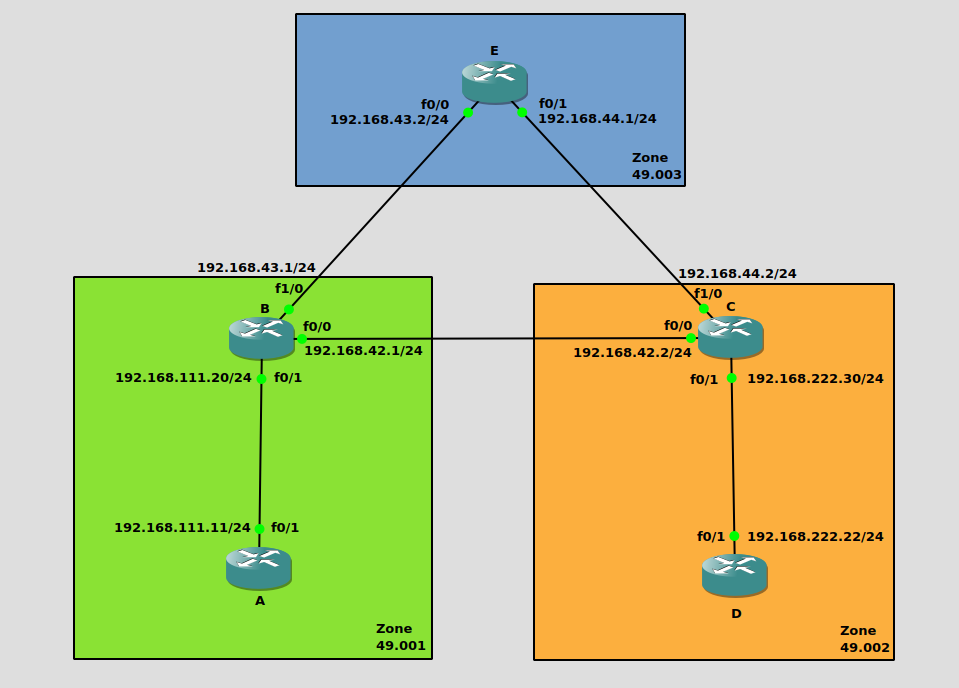 E
f0/0
192.168.43.2/24
f0/1
192.168.44.1/24
Zone
49.003
192.168.43.1/24
f1/0
B
f0/0
192.168.42.1/24
192.168.111.20/24
f0/1
192.168.111.11/24
f0/1
A
Zone
49.001
192.168.44.2/24
f1/0
C
f0/0
192.168.42.2/24
f0/1
192.168.222.30/24
f0/1
192.168.222.22/24
D
Zone
49.002